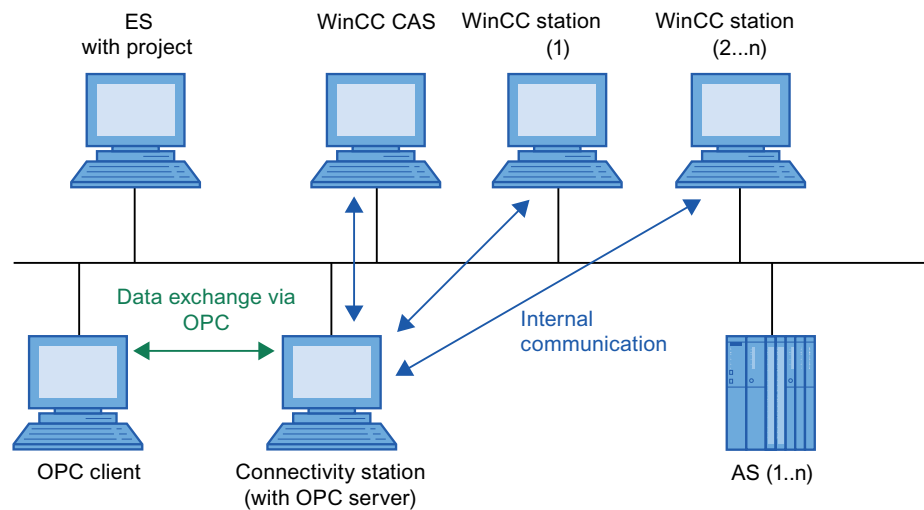 ES
with project
WinCC CAS
WinCC station
(1)
WinCC station
(2...n)
Data exchange via
OPC
Internal
communication
OPC client
Connectivity station
(with OPC server)
AS (1..n)